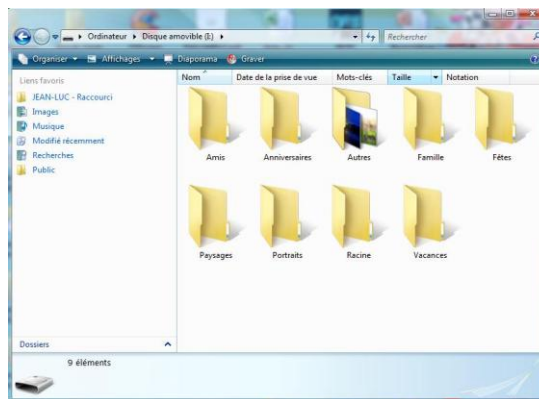 Ordinateur Disque amovible (E:) Rechercher
Organiser Affichages Diaporama Graver
Liens favoris
JEAN-LUC - Raccourci
Images
Musique
Modifié récemment
Recherches
Public
Dossiers
Nom Date de la prise de vue Mots-clés Taille Notation
Amis Anniversaires Autres Famille Fêtes
Paysages Portraits Racine Vacances
9 éléments